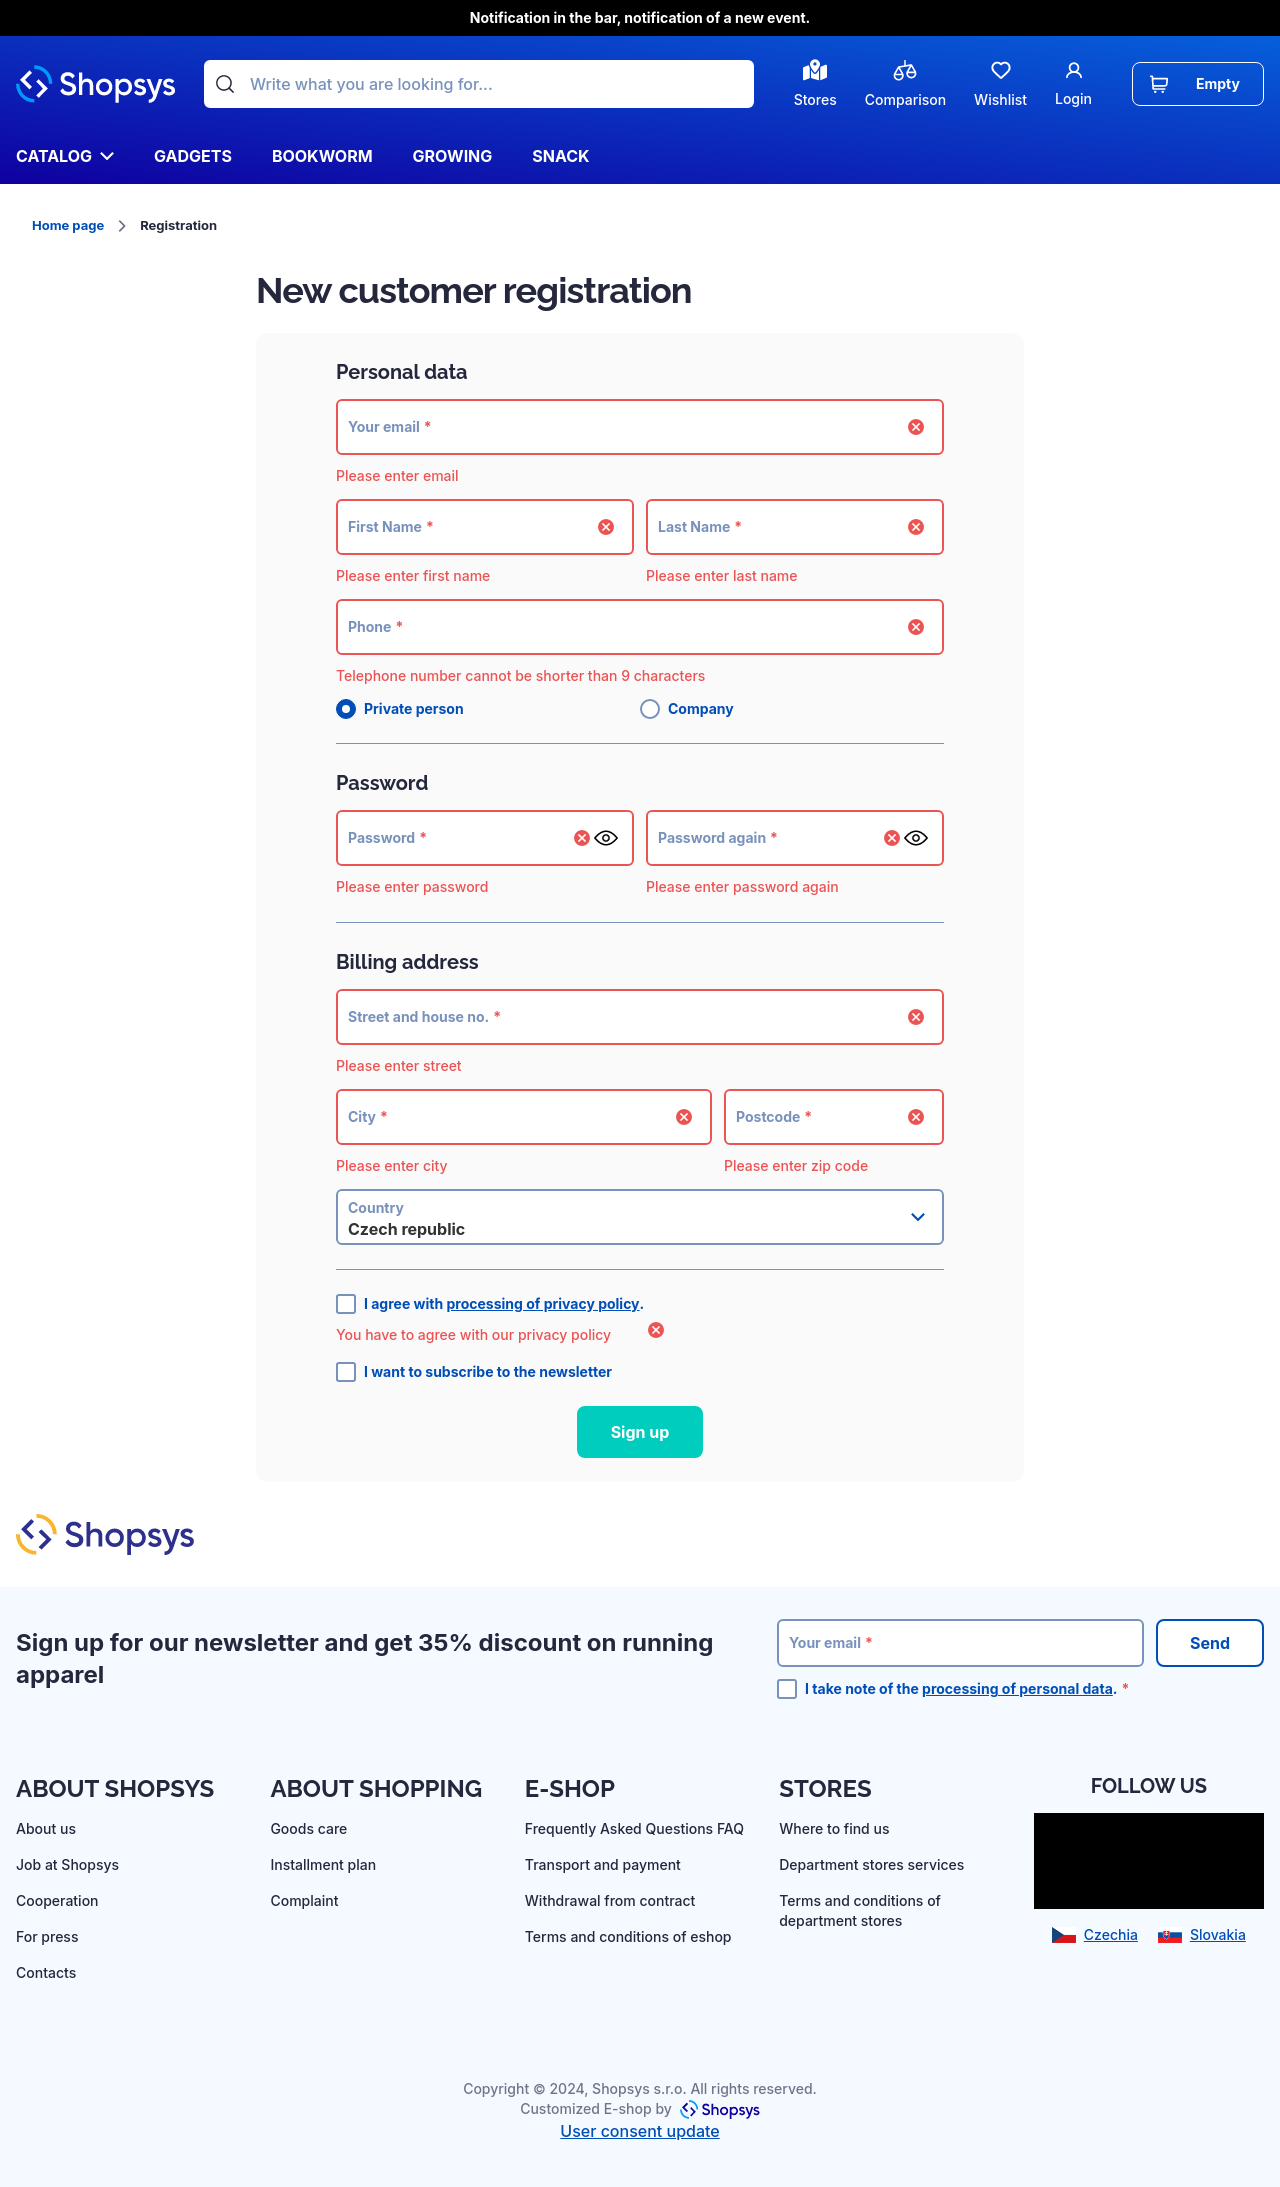 Notification in the bar, notification of a new event.
Shopsys
Write what you are looking for...
Stores
Comparison
Wishlist
Login
Empty
CATALOG
GADGETS
BOOKWORM
GROWING
SNACK
Home page
Registration
New customer registration
Personal data
Your email *
Please enter email
First Name *
Last Name *
Please enter first name
Please enter last name
Phone *
Telephone number cannot be shorter than 9 characters
Private person
Company
Password
Password *
Password again *
Please enter password
Please enter password again
Billing address
Street and house no. *
Please enter street
City *
Postcode *
Please enter city
Please enter zip code
Country
Czech republic
I agree with processing of privacy policy.
You have to agree with our privacy policy
I want to subscribe to the newsletter
Sign up
Shopsys
Sign up for our newsletter and get 35% discount on running
apparel
Your email *
Send
I take note of the processing of personal data. *
ABOUT SHOPSYS
About us
Job at Shopsys
Cooperation
For press
Contacts
ABOUT SHOPPING
Goods care
Installment plan
Complaint
E-SHOP
Frequently Asked Questions FAQ
Transport and payment
Withdrawal from contract
Terms and conditions of eshop
STORES
Where to find us
Department stores services
Terms and conditions of
department stores
FOLLOW US
Czechia
Slovakia
Copyright © 2024, Shopsys s.r.o. All rights reserved.
Customized E-shop by Shopsys
User consent update